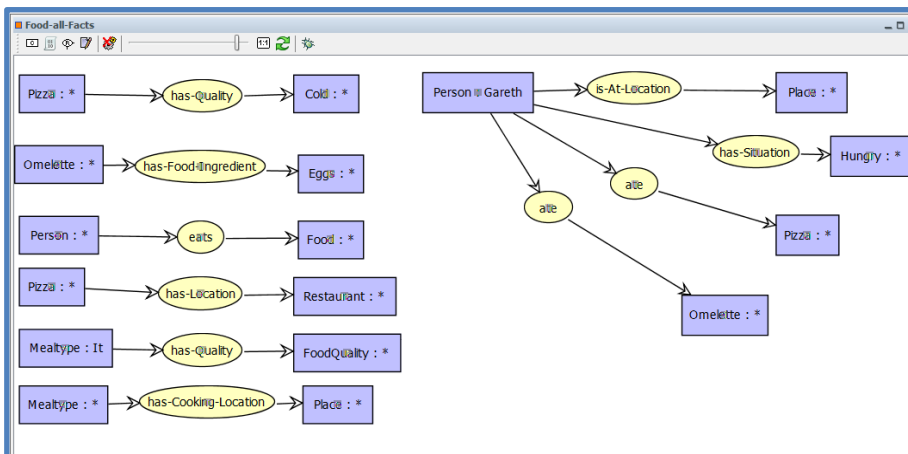 Food-all-Facts
1:1
Pizza : * has-Quality Cold : *
Omelette : * has-Food-Ingredient Eggs : *
Person : * eats Food : *
Pizza : * has-Location Restaurant : *
Mealtype : It has-Quality FoodQuality : *
Mealtype : * has-Cooking-Location Place : *
Person : Gareth is-At-Location Place : *
has-Situation Hungry : *
ate Pizza : *
ate Omelette : *